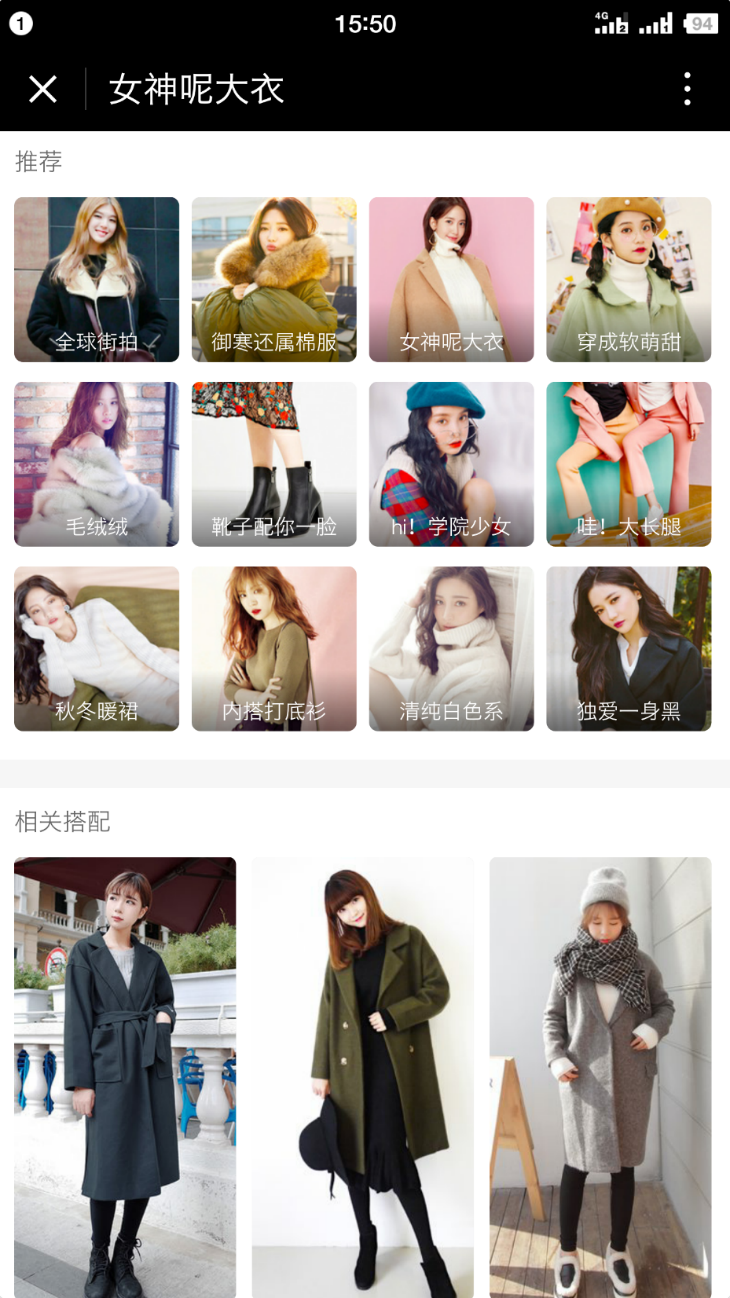 1
15:50
4G
2
1
94
女神呢大衣
推荐
全球街拍
御寒还属棉服
女神呢大衣
穿成软萌甜
毛绒绒
靴子配你一脸
hi! 学院少女
哇! 大长腿
秋冬暖裙
内搭打底衫
清纯白色系
独爱一身黑
相关搭配